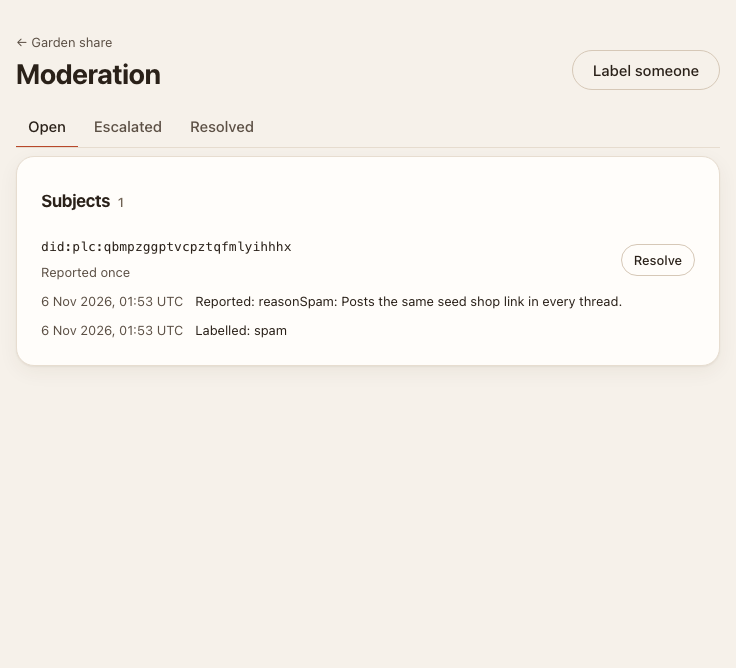 ← Garden share
Moderation
Label someone
Open
Escalated
Resolved
Subjects 1
did:plc:qbmpzggptvcpztqfmlyihhhx
Reported once
Resolve
6 Nov 2026, 01:53 UTC Reported: reasonSpam: Posts the same seed shop link in every thread.
6 Nov 2026, 01:53 UTC Labelled: spam